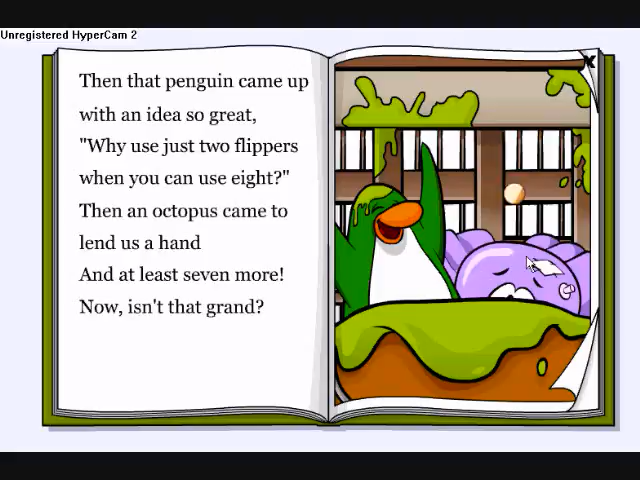 Unregistered HyperCam 2
Then that penguin came up
with an idea so great,
"Why use just two flippers
when you can use eight?"
Then an octopus came to
lend us a hand
And at least seven more!
Now, isn't that grand?
x